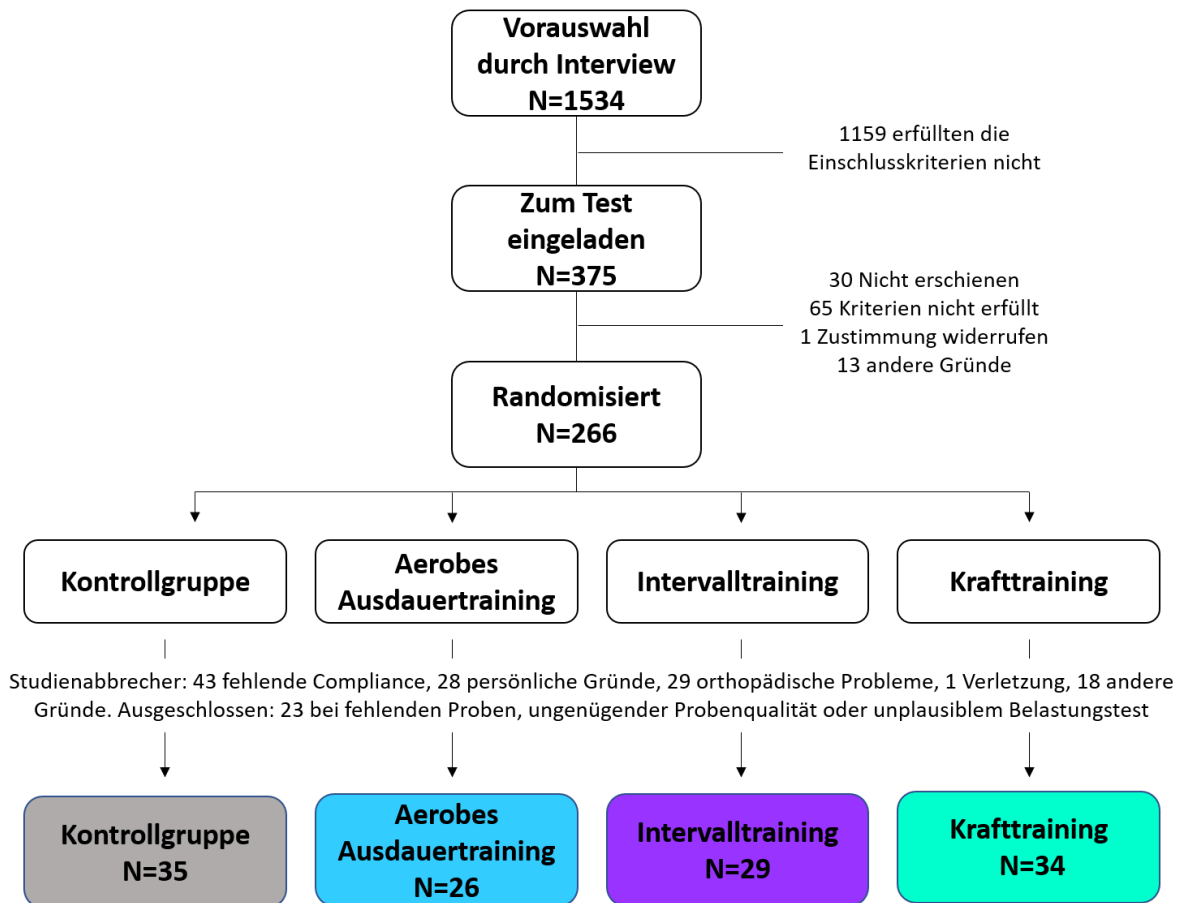 Vorauswahl
durch Interview
N=1534
1159 erfüllten die
Einschlusskriterien nicht
Zum Test
eingeladen
N=375
30 Nicht erschienen
65 Kriterien nicht erfüllt
1 Zustimmung widerrufen
13 andere Gründe
Randomisiert
N=266
Kontrollgruppe
Aerobes
Ausdauertraining
Intervalltraining
Krafttraining
Studienabbrecher: 43 fehlende Compliance, 28 persönliche Gründe, 29 orthopädische Probleme, 1 Verletzung, 18 andere
Gründe. Ausgeschlossen: 23 bei fehlenden Proben, ungenügender Probenqualität oder unplausiblem Belastungstest
Kontrollgruppe
N=35
Aerobes
Ausdauertraining
N=26
Intervalltraining
N=29
Krafttraining
N=34